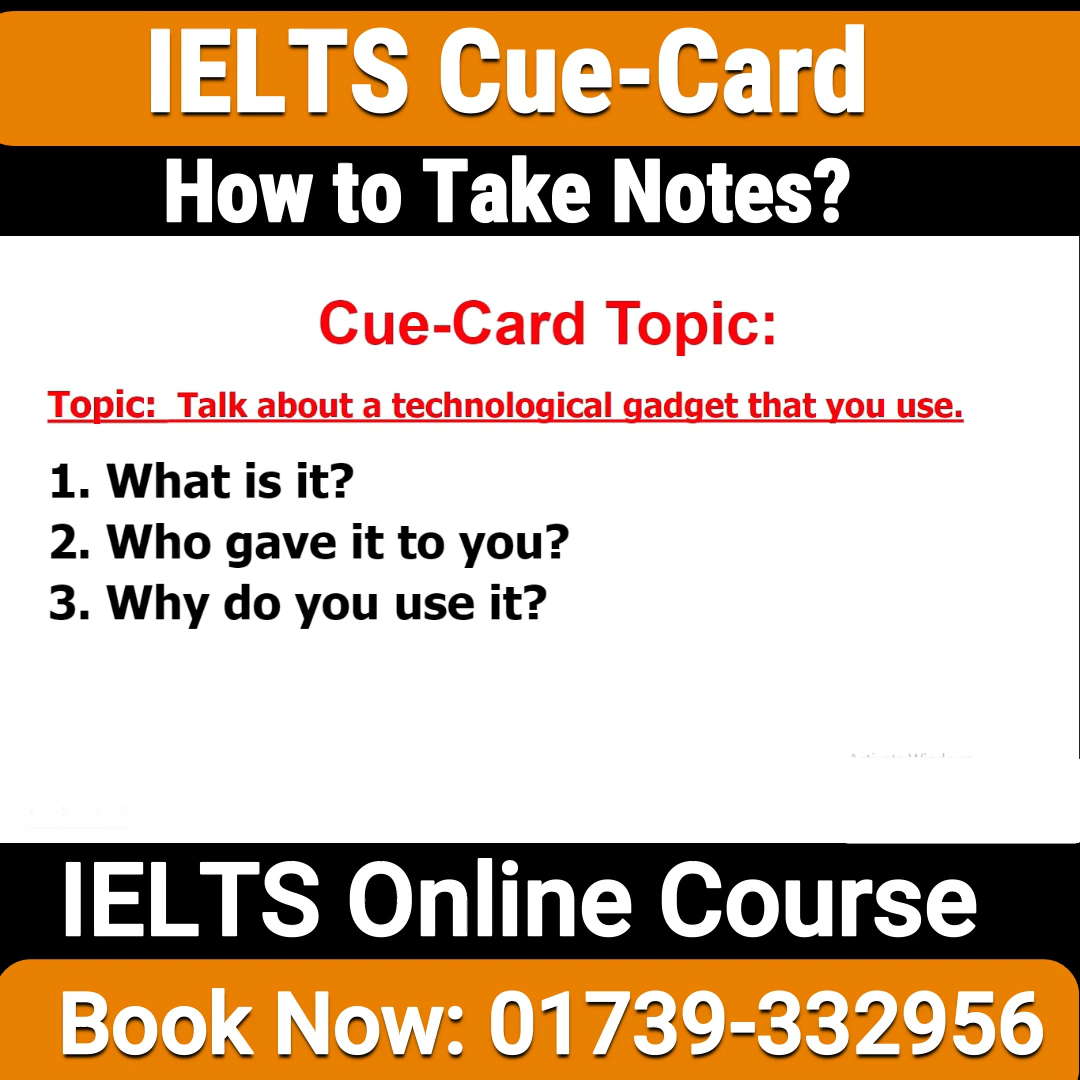 IELTS Cue-Card
How to Take Notes?
Cue-Card Topic:
Topic: Talk about a technological gadget that you use.
1. What is it?
2. Who gave it to you?
3. Why do you use it?
IELTS Online Course
Book Now: 01739-332956